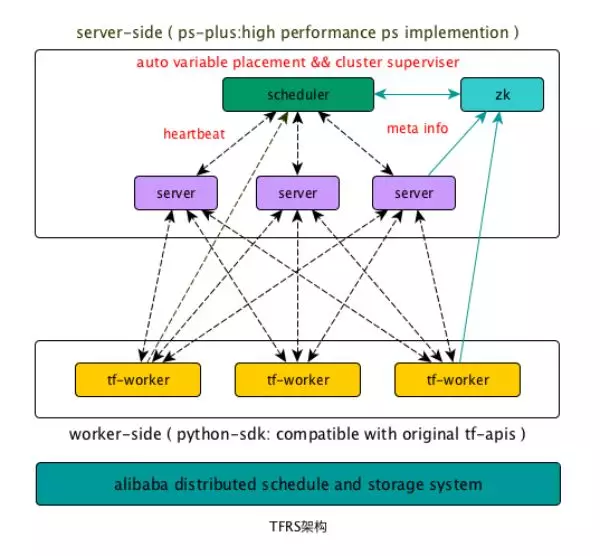 server-side ( ps-plus:high performance ps implemention )
auto variable placement && cluster superviser
scheduler
zk
heartbeat
meta info
server
server
server
tf-worker
tf-worker
tf-worker
worker-side ( python-sdk: compatible with original tf-apis )
alibaba distributed schedule and storage system
TFRS架构